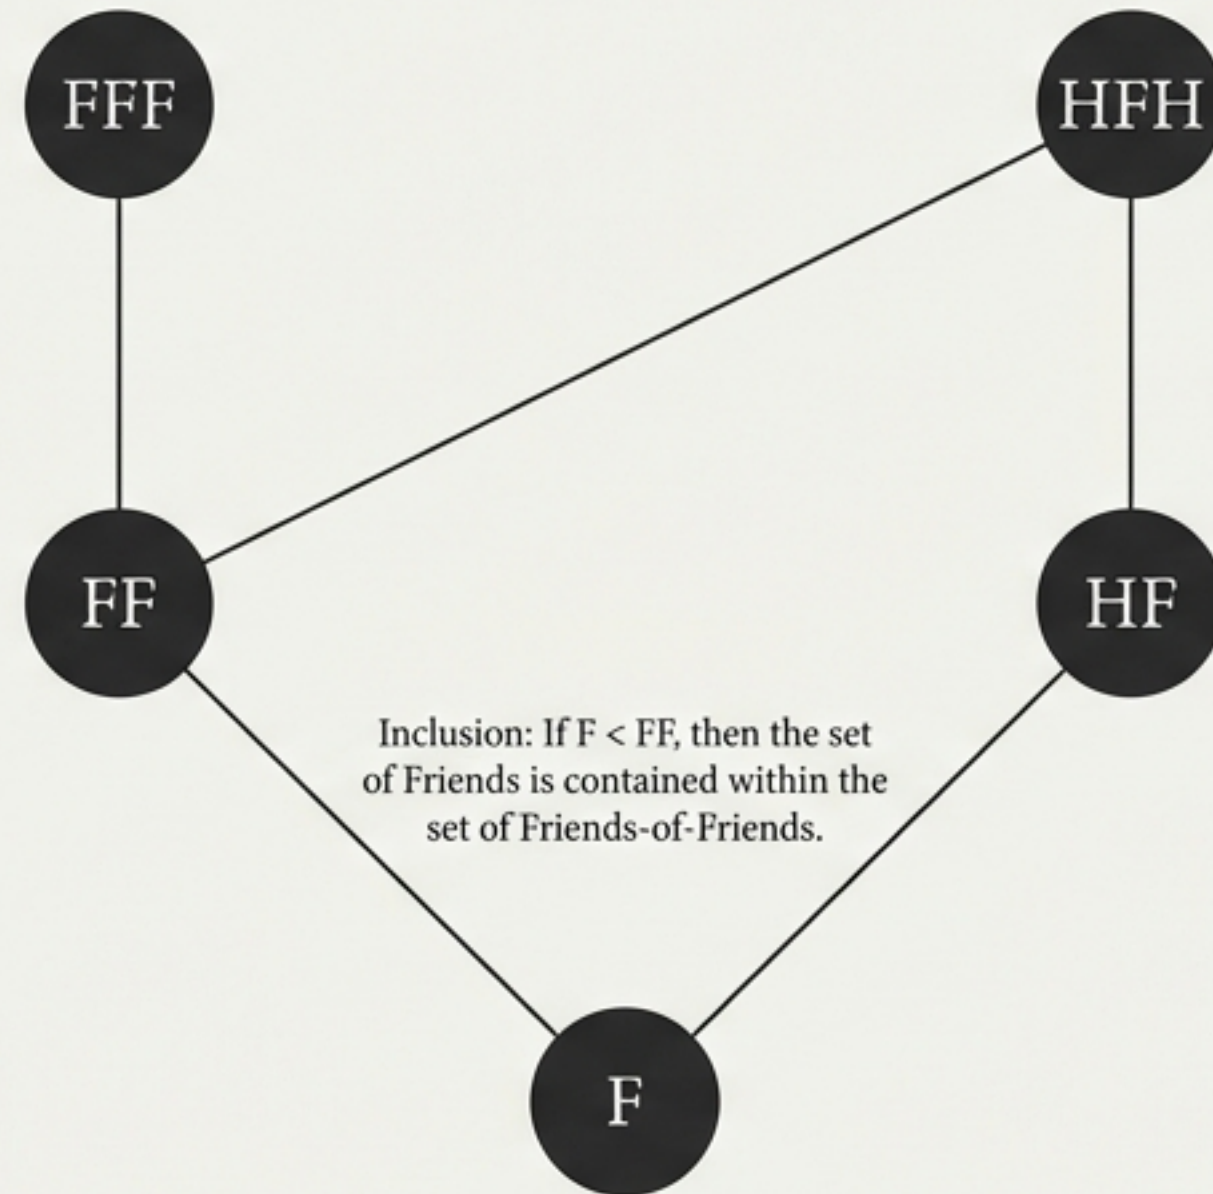 FFF
HFH
FF
HF
Inclusion: If F < FF, then the set
of Friends is contained within the
set of Friends-of-Friends.
F